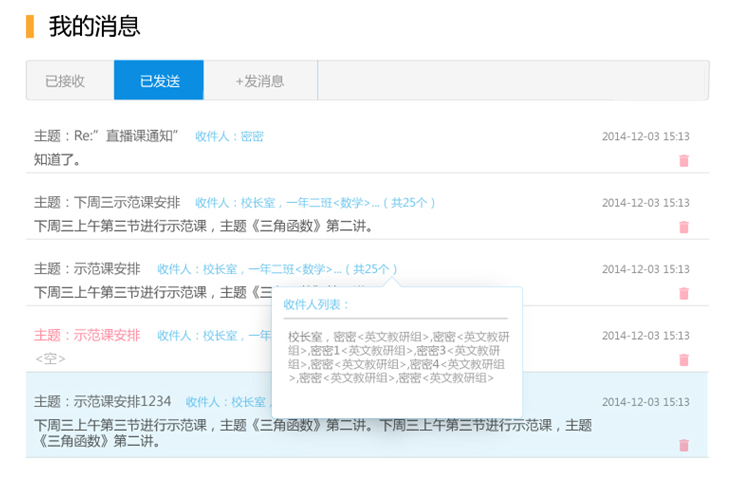 我的消息
已接收 已发送 +发消息
主题：Re:”直播课通知” 收件人：密密 2014-12-03 15:13
知道了。
主题：下周三示范课安排 收件人：校长室，一年二班<数学>...（共25个） 2014-12-03 15:13
下周三上午第三节进行示范课，主题《三角函数》第二讲。
主题：示范课安排 收件人：校长室，一年二班<数学>...（共25个） 2014-12-03 15:13
下周三上午第三节进行示范课，主题《三
收件人列表：
校长室，密密<英文教研组>,密密<英文教研
组>,密密1<英文教研组>,密密3<英文教研
组>,密密<英文教研组>,密密4<英文教研组
>,密密<英文教研组>,密密<英文教研组>
主题：示范课安排 收件人：校长室，一年 2014-12-03 15:13
<空>
主题：示范课安排1234 收件人：校长室， 2014-12-03 15:13
下周三上午第三节进行示范课，主题《三角函数》第二讲。下周三上午第三节进行示范课，主题
《三角函数》第二讲。